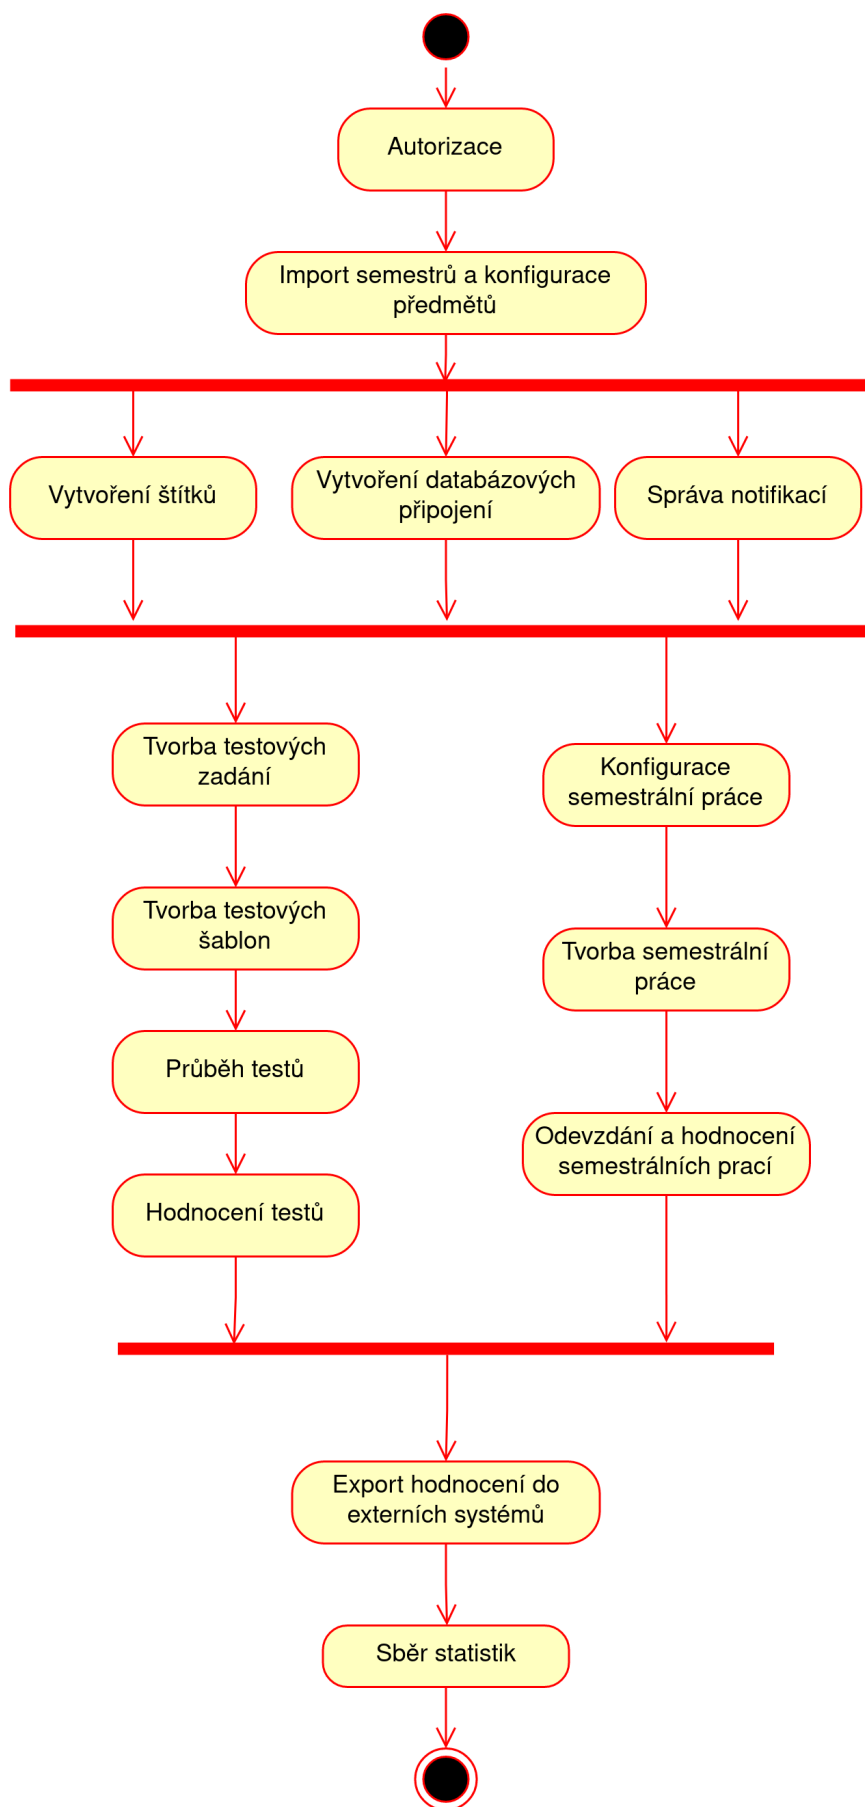 Autorizace
Import semestrů a konfigurace
předmětů
Vytvoření štítků
Vytvoření databázových
připojení
Správa notifikací
Tvorba testových
zadání
Konfigurace
semestrální práce
Tvorba testových
šablon
Tvorba semestrální
práce
Průběh testů
Odevzdání a hodnocení
semestrálních prací
Hodnocení testů
Export hodnocení do
externích systémů
Sběr statistik